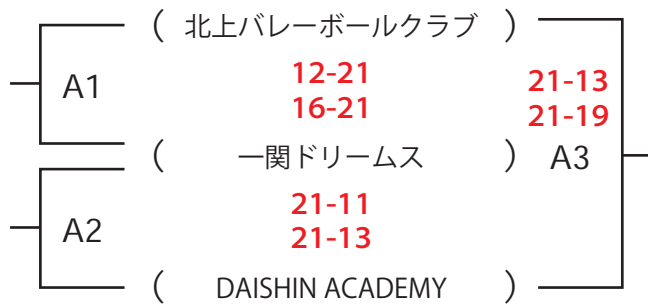 ( 北上バレーボールクラブ )
A1
12-21
16-21
21-13
21-19
( 一関ドリームス )
A3
A2
21-11
21-13
( DAISHIN ACADEMY )